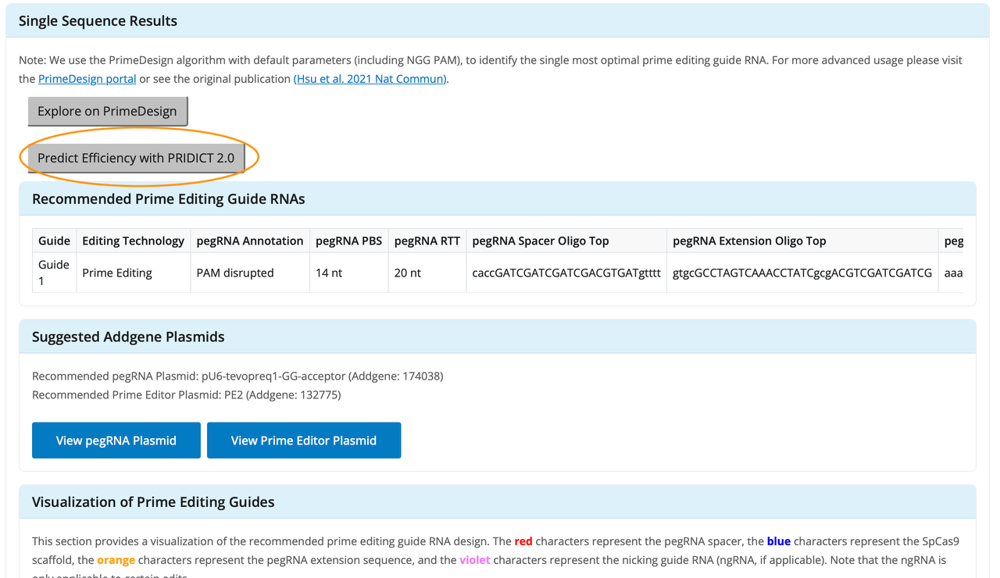 Single Sequence Results
Note: We use the PrimeDesign algorithm with default parameters (including NGG PAM), to identify the single most optimal prime editing guide RNA. For more advanced usage please visit
the PrimeDesign portal or see the original publication (Hsu et al. 2021 Nat Commun).
Explore on PrimeDesign
Predict Efficiency with PRIDICT 2.0
Recommended Prime Editing Guide RNAs
Guide Editing Technology pegRNA Annotation pegRNA PBS pegRNA RTT pegRNA Spacer Oligo Top pegRNA Extension Oligo Top peg
Guide
1 Prime Editing PAM disrupted 14 nt 20 nt caccGATCGATCGATCGACGTGATgtttt gtgcGCCTAGTCAAACCTATCgcgACGTCGATCGATCG aaa
Suggested Addgene Plasmids
Recommended pegRNA Plasmid: pU6-tevopreq1-GG-acceptor (Addgene: 174038)
Recommended Prime Editor Plasmid: PE2 (Addgene: 132775)
View pegRNA Plasmid View Prime Editor Plasmid
Visualization of Prime Editing Guides
This section provides a visualization of the recommended prime editing guide RNA design. The red characters represent the pegRNA spacer, the blue characters represent the SpCas9
scaffold, the orange characters represent the pegRNA extension sequence, and the violet characters represent the nicking guide RNA (ngRNA, if applicable). Note that the ngRNA is
only applicable to certain edits.